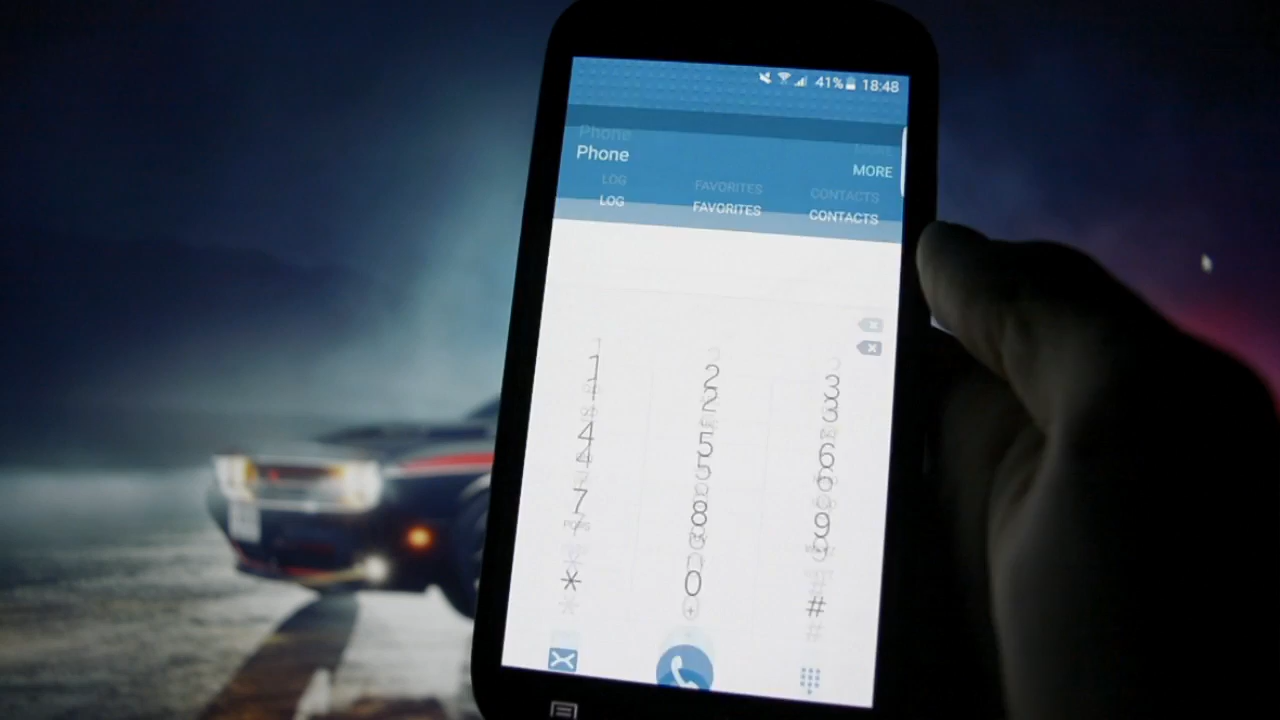 41% 18:48
Phone
MORE
LOG FAVORITES CONTACTS
1 2 3
4 5 6
7 8 9
* 0 #
+